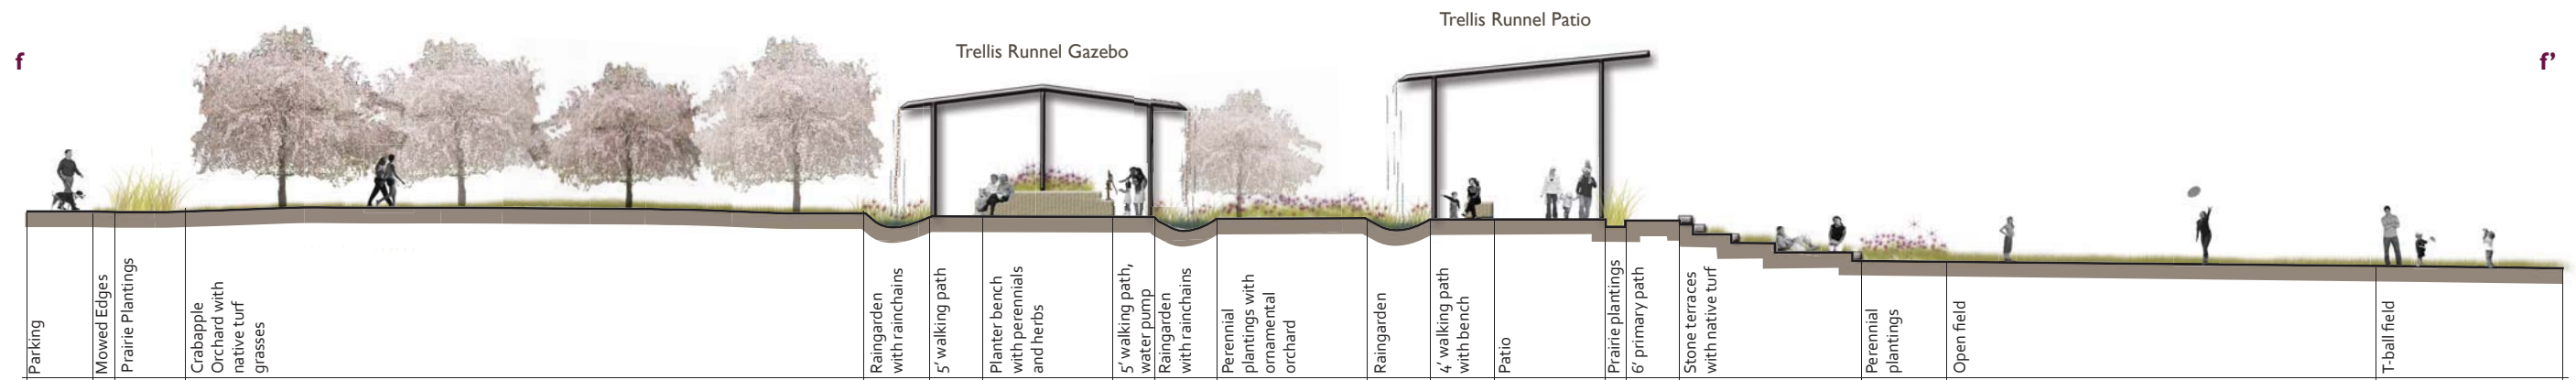 Trellis Runnel Patio
Trellis Runnel Gazebo
f
f’
Parking
Mowed Edges
Prairie Plantings
Crabapple
Orchard with
native turf
grasses
Raingarden
with rainchains
5’ walking path
Planter bench
with perennials
and herbs
5’ walking path,
water pump
Raingarden
with rainchains
Perennial
plantings with
ornamental
orchard
Raingarden
4’ walking path
with bench
Patio
Prairie plantings
6’ primary path
Stone terraces
with native turf
Perennial
plantings
Open field
T-ball field